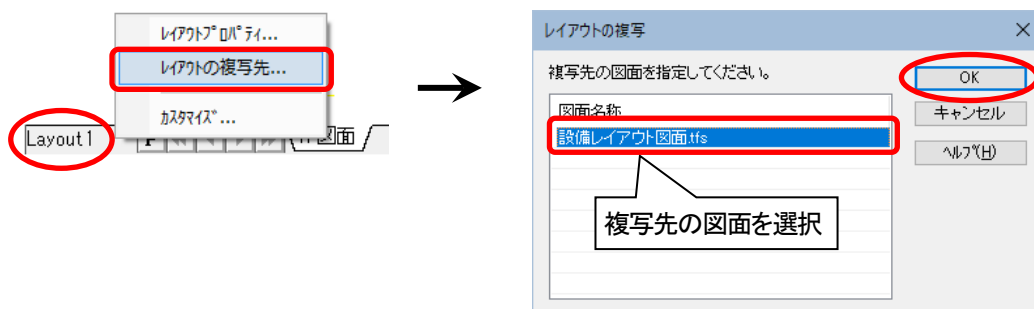 ﾚｲｱｳﾄﾌﾟﾛﾊﾟﾃｨ...
ﾚｲｱｳﾄの複写先...
ｶｽﾀﾏｲｽﾞ...
Layout1
図面
レイアウトの複写
複写先の図面を指定してください。
図面名称
設備レイアウト図面.tfs
複写先の図面を選択
OK
キャンセル
ﾍﾙﾌﾟ(H)